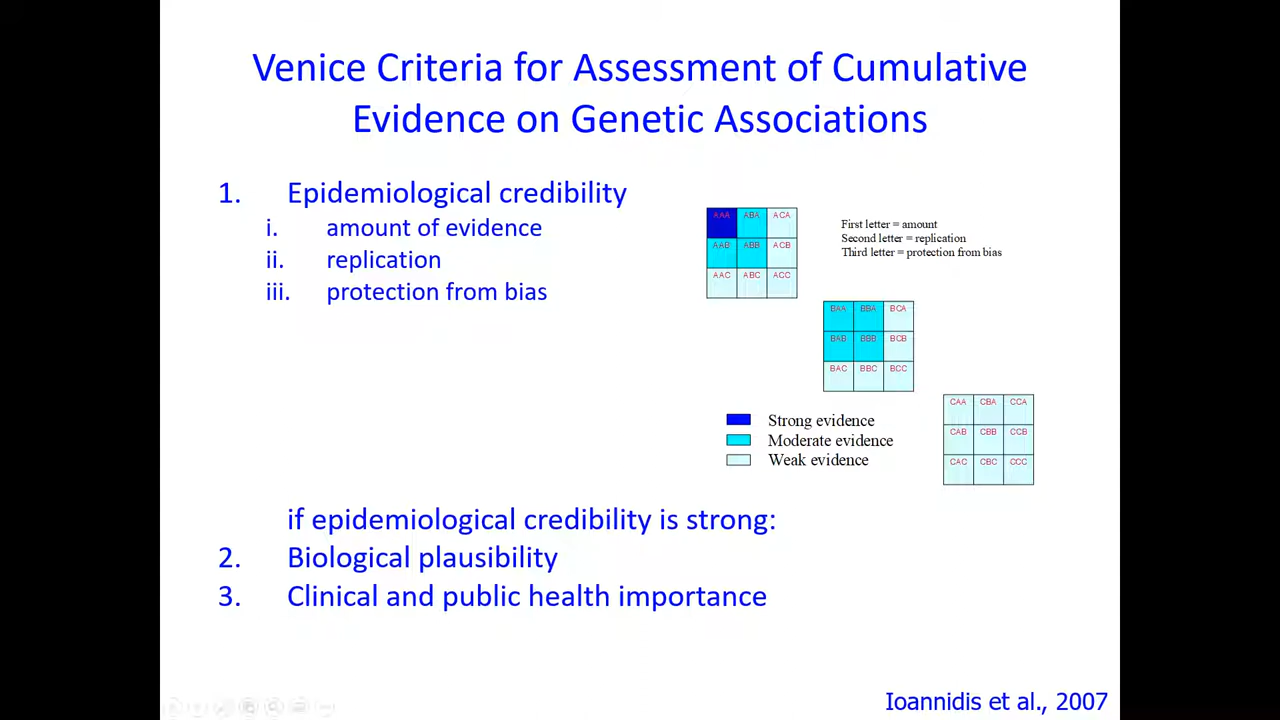 Venice Criteria for Assessment of Cumulative
Evidence on Genetic Associations
1. Epidemiological credibility
i. amount of evidence
ii. replication
iii. protection from bias
AAA ABA ACA
AAB ABB ACB
AAC ABC ACC
First letter = amount
Second letter = replication
Third letter = protection from bias
BAA BBA BCA
BAB BBB BCB
BAC BBC BCC
CAA CBA CCA
CAB CBB CCB
CAC CBC CCC
Strong evidence
Moderate evidence
Weak evidence
if epidemiological credibility is strong:
2. Biological plausibility
3. Clinical and public health importance
Ioannidis et al., 2007